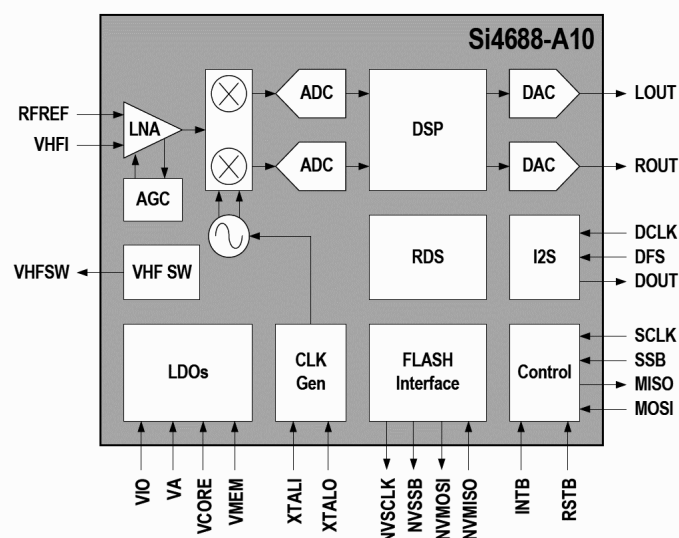 Si4688-A10
RFREF
VHFI
LNA
AGC
ADC
ADC
DSP
DAC
DAC
LOUT
ROUT
VHFSW
VHF SW
RDS
I2S
DCLK
DFS
DOUT
LDOs
CLK
Gen
FLASH
Interface
Control
SCLK
SSB
MISO
MOSI
VIO
VA
VCORE
VMEM
XTALI
XTALO
NVSCLK
NVSSB
NVMOSI
NVMISO
INTB
RSTB